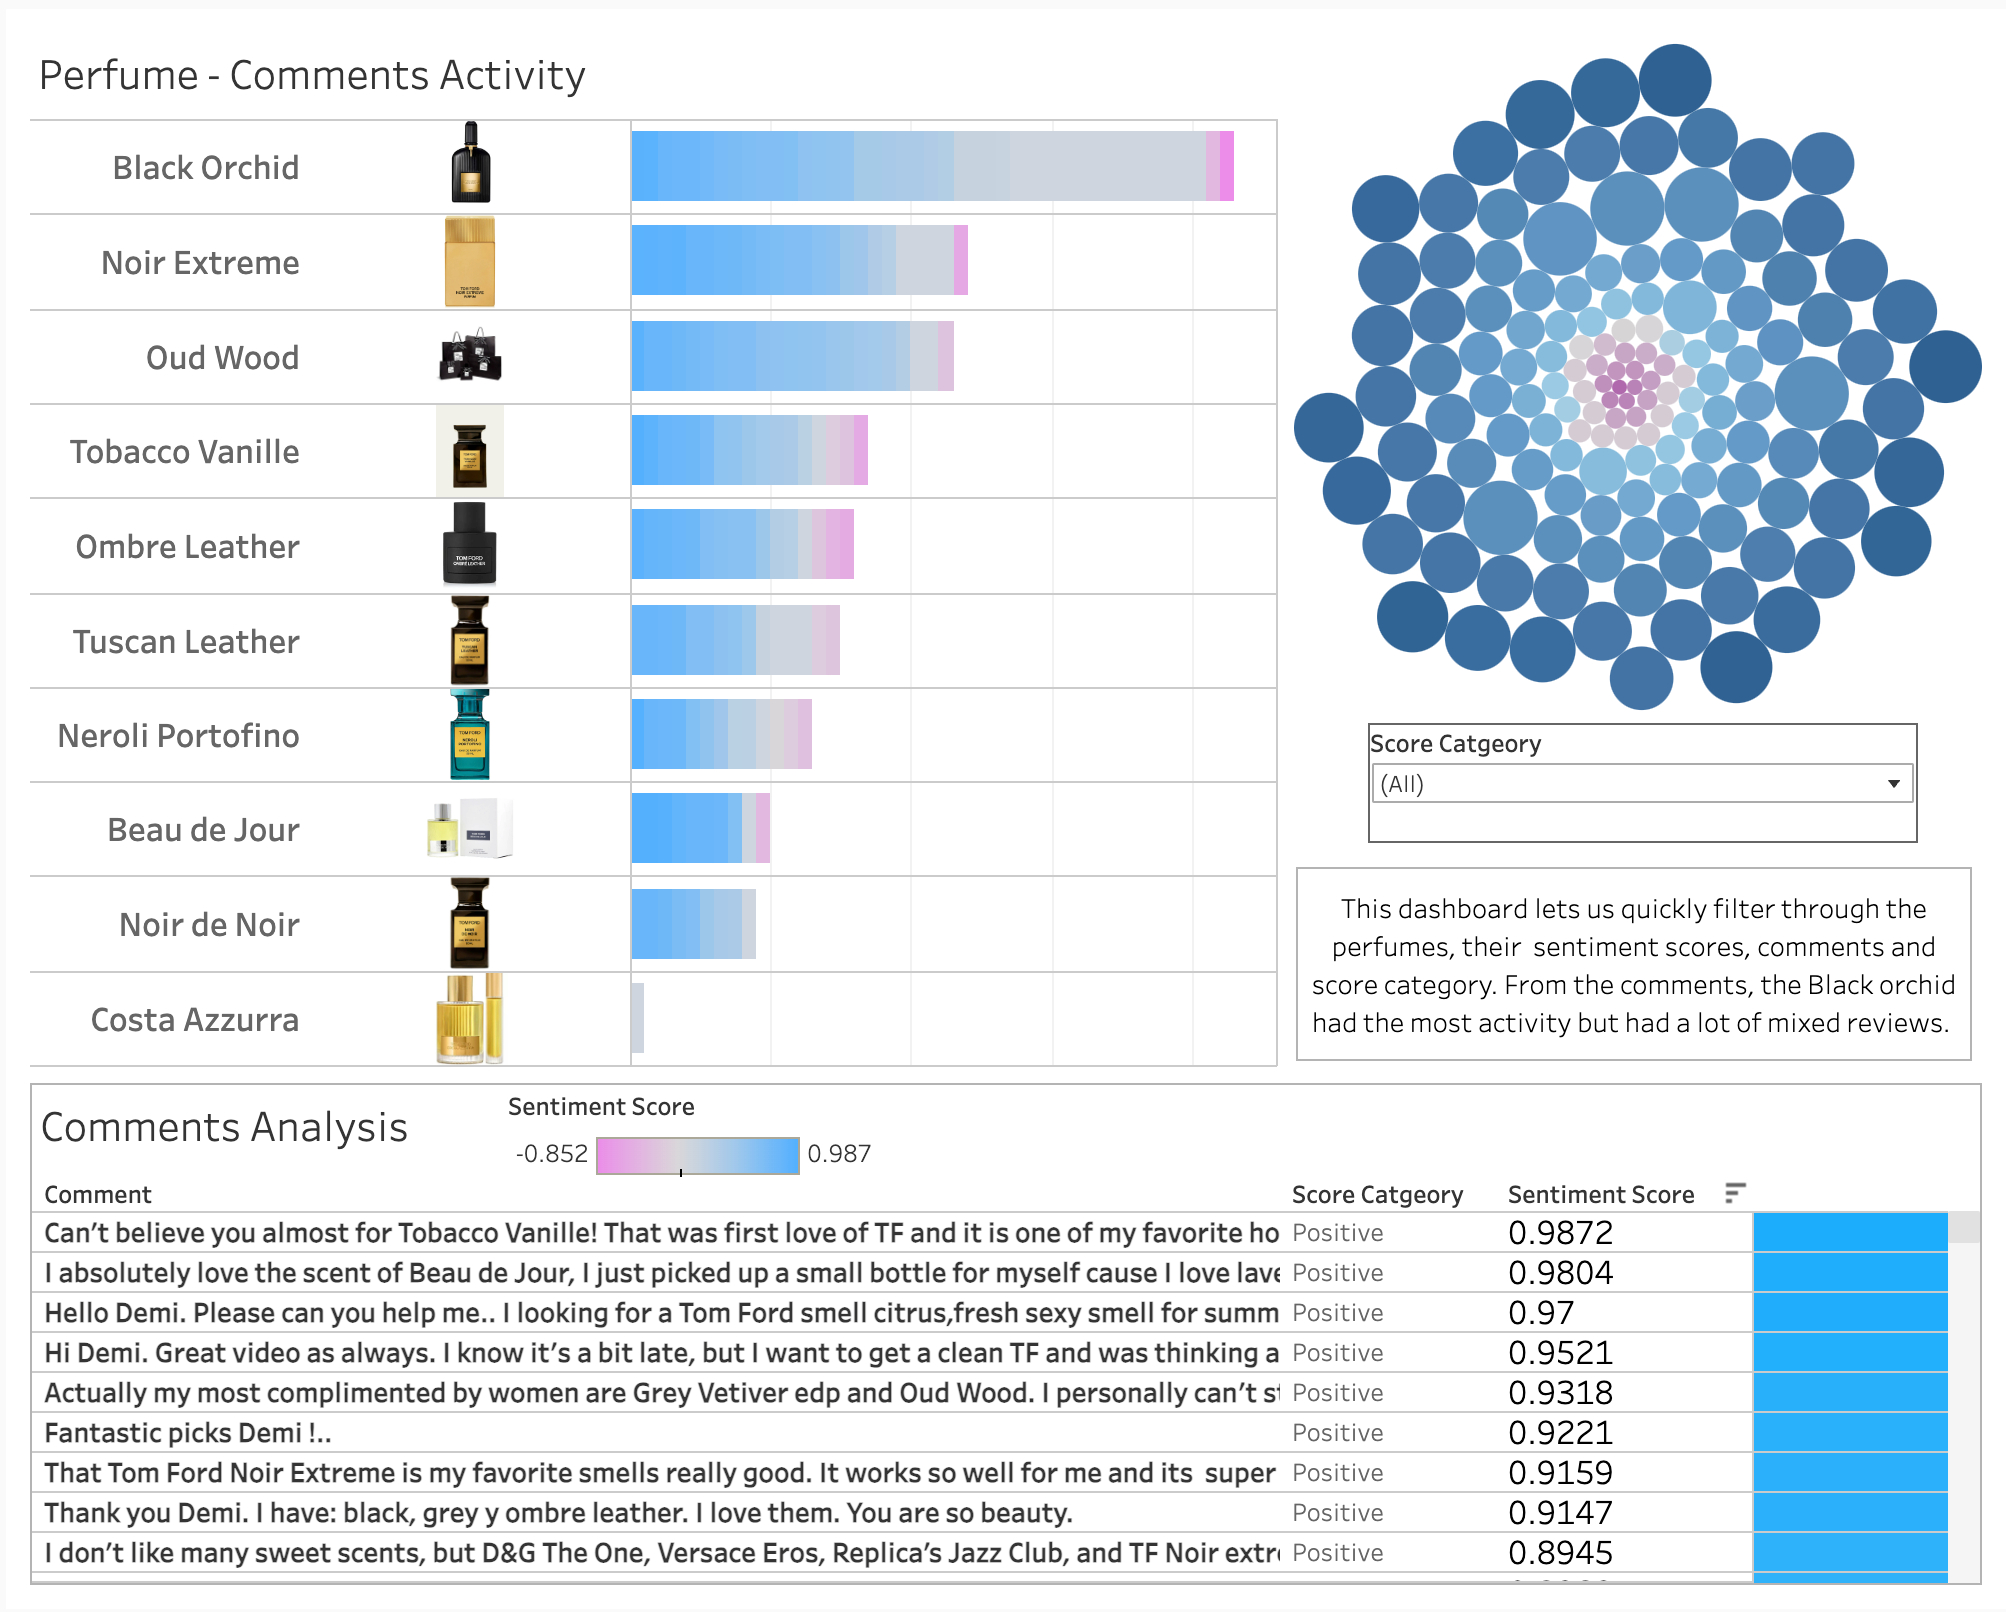 Perfume - Comments Activity
Black Orchid
Noir Extreme
Oud Wood
Tobacco Vanille
Ombre Leather
TOM FORD
OMBRÉ LEATHER
Tuscan Leather
TOM FORD
Neroli Portofino
TOM FORD
Beau de Jour
Noir de Noir
TOM FORD
Costa Azzurra
Score Catgeory
(All)
This dashboard lets us quickly filter through the
perfumes, their  sentiment scores, comments and
score category. From the comments, the Black orchid
had the most activity but had a lot of mixed reviews.
Comments Analysis
Sentiment Score
-0.852 0.987
Comment Score Catgeory Sentiment Score
Can’t believe you almost for Tobacco Vanille! That was first love of TF and it is one of my favorite ho Positive 0.9872
I absolutely love the scent of Beau de Jour, I just picked up a small bottle for myself cause I love lave Positive 0.9804
Hello Demi. Please can you help me.. I looking for a Tom Ford smell citrus,fresh sexy smell for summ Positive 0.97
Hi Demi. Great video as always. I know it’s a bit late, but I want to get a clean TF and was thinking a Positive 0.9521
Actually my most complimented by women are Grey Vetiver edp and Oud Wood. I personally can’t st Positive 0.9318
Fantastic picks Demi !.. Positive 0.9221
That Tom Ford Noir Extreme is my favorite smells really good. It works so well for me and its  super Positive 0.9159
Thank you Demi. I have: black, grey y ombre leather. I love them. You are so beauty. Positive 0.9147
I don’t like many sweet scents, but D&G The One, Versace Eros, Replica’s Jazz Club, and TF Noir extre Positive 0.8945